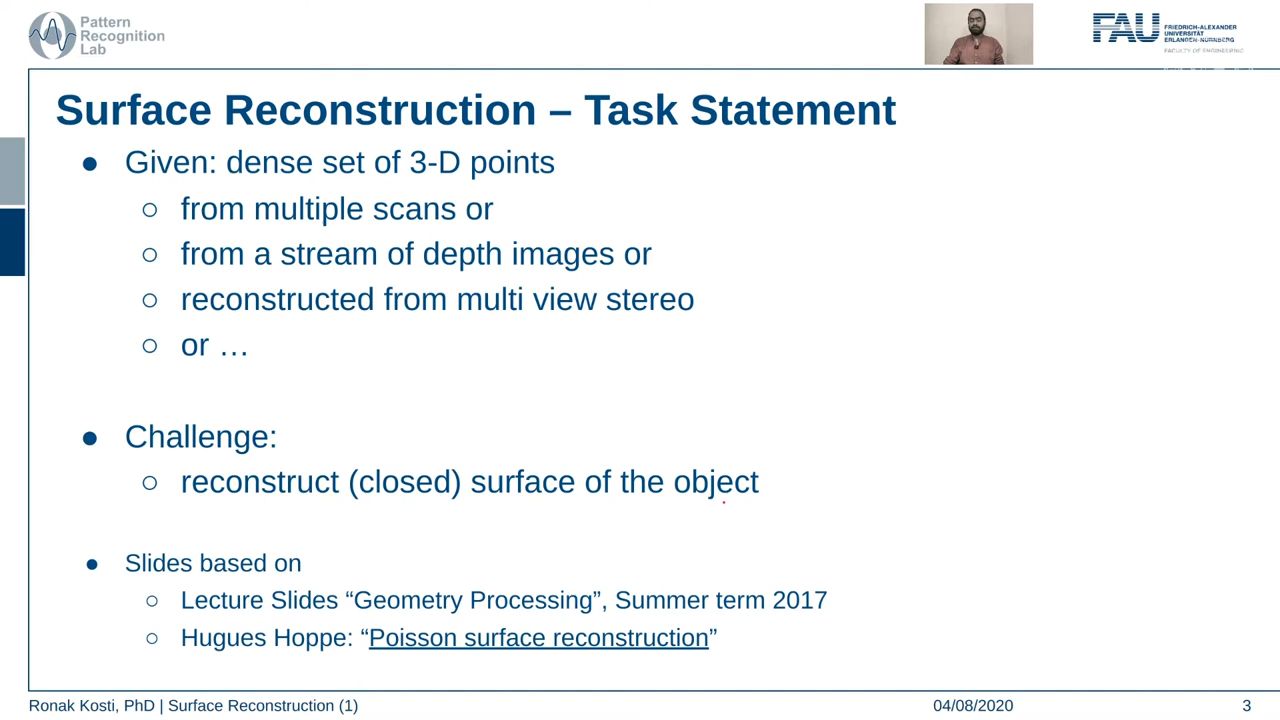 Pattern
Recognition
Lab
FAU
FRIEDRICH-ALEXANDER
UNIVERSITÄT
ERLANGEN-NÜRNBERG
FACULTY OF ENGINEERING
Surface Reconstruction – Task Statement
● Given: dense set of 3-D points
○ from multiple scans or
○ from a stream of depth images or
○ reconstructed from multi view stereo
○ or …
● Challenge:
○ reconstruct (closed) surface of the object
● Slides based on
○ Lecture Slides “Geometry Processing”, Summer term 2017
○ Hugues Hoppe: “Poisson surface reconstruction”
Ronak Kosti, PhD | Surface Reconstruction (1)
04/08/2020
3